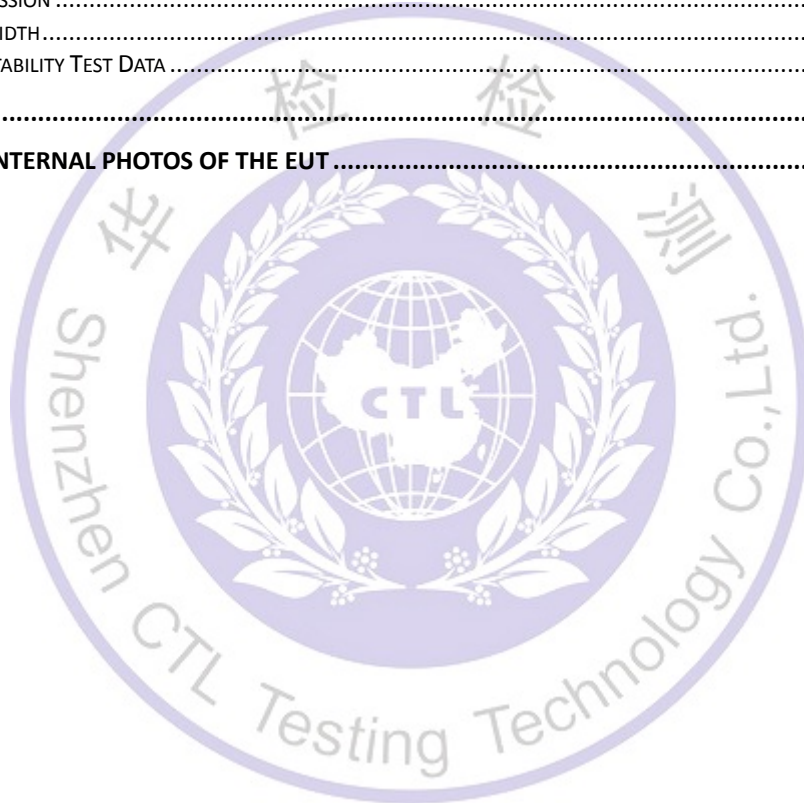 SSION ................................................................
IDTH................................................................
TABILITY TEST DATA ................................................................
................................................................
NTERNAL PHOTOS OF THE EUT ................................................................
华检检测
CTL
Shenzhen CTL Testing Technology Co.,Ltd.